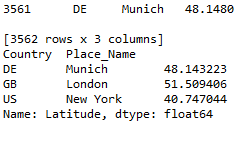 3561 DE Munich 48.1480
[3562 rows x 3 columns]
Country Place_Name
DE Munich 48.143223
GB London 51.509406
US New York 40.747044
Name: Latitude, dtype: float64